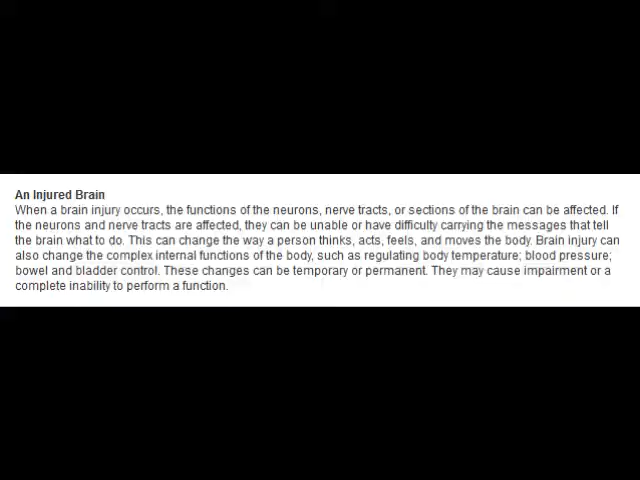 An Injured Brain
When a brain injury occurs, the functions of the neurons, nerve tracts, or sections of the brain can be affected. If
the neurons and nerve tracts are affected, they can be unable or have difficulty carrying the messages that tell
the brain what to do. This can change the way a person thinks, acts, feels, and moves the body. Brain injury can
also change the complex internal functions of the body, such as regulating body temperature; blood pressure;
bowel and bladder control. These changes can be temporary or permanent. They may cause impairment or a
complete inability to perform a function.